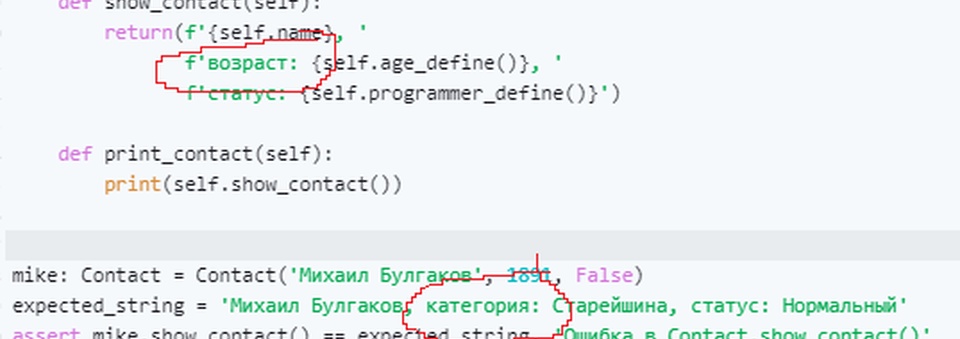 def show_contact(self):
return(f'{self.name}, '
f'возраст: {self.age_define()}, '
f'статус: {self.programmer_define()}')
def print_contact(self):
print(self.show_contact())
mike: Contact = Contact('Михаил Булгаков', 1891, False)
expected_string = 'Михаил Булгаков, категория: Старейшина, статус: Нормальный'
assert mike.show_contact() == expected_string, 'Ошибка в Contact.show_contact()'